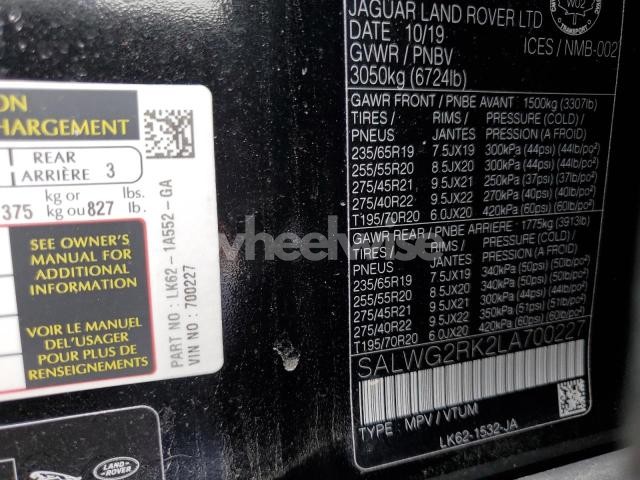 ION
HARGEMENT
REAR
ARRIÈRE 3
kg or lbs.
375 kg ou 827 lb.
SEE OWNER'S
MANUAL FOR
ADDITIONAL
INFORMATION
VOIR LE MANUEL
DEL'USAGER
POUR PLUS DE
RENSEIGNEMENTS
PART NO : LK62 - 1A552 - GA
VIN NO : 700227
LAND-
ROVER
wheelwise
JAGUAR LAND ROVER LTD
DATE 10/19
GVWR / PNBV
3050kg (6724lb)
W02
TRANSPORT
ICES / NMB-002
GAWR FRONT / PNBE AVANT : 1500kg (3307lb)
TIRES / RIMS / PRESSURE (COLD) /
PNEUS JANTES PRESSION (A FROID)
235/65R19 7.5JX19 300kPa (44psi) (44lb/po²)
255/55R20 8.5JX20 300kPa (44psi) (44lb/po²)
275/45R21 9.5JX21 250kPa (37psi) (37lb/po²)
275/40R22 9.5JX22 270kPa (40psi) (40lb/po²)
T195/70R20 6.0JX20 420kPa (60psi) (60lb/po²)
GAWR REAR / PNBE ARRIERE : 1775kg (3913lb)
TIRES / RIMS / PRESSURE (COLD) /
PNEUS JANTES PRESSION (A FROID)
235/65R19 7.5JX19 340kPa (50psi) (50lb/po²)
255/55R20 8.5JX20 340kPa (50psi) (50lb/po²)
275/45R21 9.5JX21 300kPa (44psi) (44lb/po²)
275/40R22 9.5JX22 350kPa (51psi) (51lb/po²)
T195/70R20 6.0JX20 420kPa (60psi) (60lb/po²)
SALWG2RK2LA700227
TYPE : MPV / VTUM
LK62-1532-JA